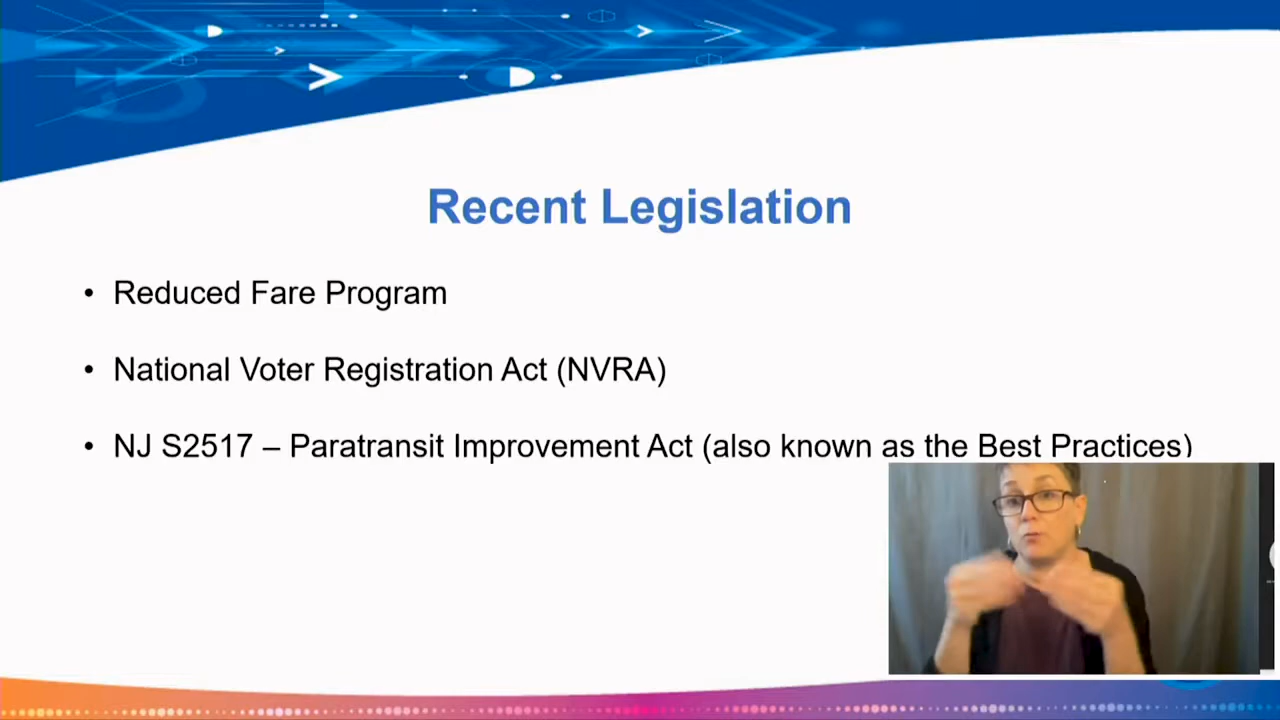 Recent Legislation
• Reduced Fare Program
• National Voter Registration Act (NVRA)
• NJ S2517 – Paratransit Improvement Act (also known as the Best Practices)